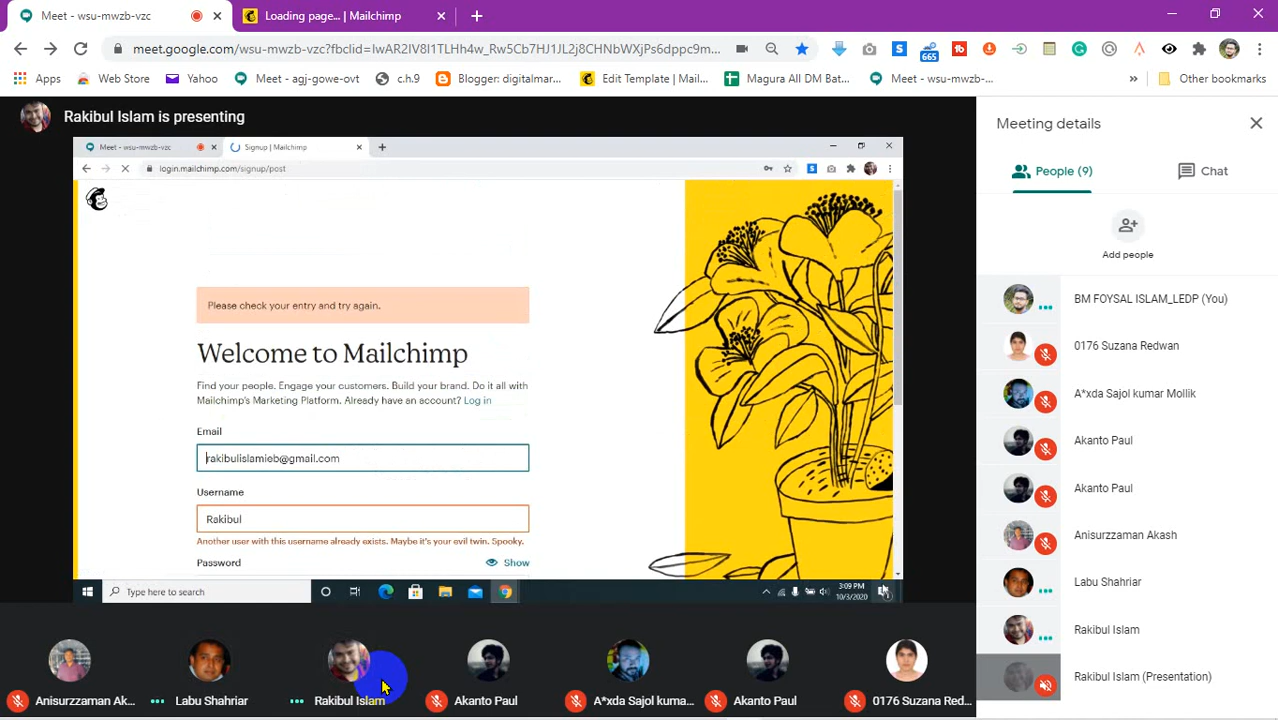 Meet - wsu-mwzb-vzc
Loading page... | Mailchimp
meet.google.com/wsu-mwzb-vzc?fbclid=IwAR2IV8I1TLHh4w_Rw5Cb7HJ1JL2j8CHNbWXjPs6dppc9m...
665
Apps
Web Store
Yahoo
Meet - agj-gowe-ovt
c.h.9
Blogger: digitalmar...
Edit Template | Mail...
Magura All DM Bat...
Meet - wsu-mwzb-...
Other bookmarks
Rakibul Islam is presenting
Meeting details
Meet - wsu-mwzb-vzc
Signup | Mailchimp
login.mailchimp.com/signup/post
People (9)
Chat
Add people
Please check your entry and try again.
Welcome to Mailchimp
Find your people. Engage your customers. Build your brand. Do it all with
Mailchimp's Marketing Platform. Already have an account? Log in
Email
rakibulislamieb@gmail.com
Username
Rakibul
Another user with this username already exists. Maybe it's your evil twin. Spooky.
Password
Show
Type here to search
3:09 PM
10/3/2020
BM FOYSAL ISLAM_LEDP (You)
0176 Suzana Redwan
A*xda Sajol kumar Mollik
Akanto Paul
Akanto Paul
Anisurzzaman Akash
Labu Shahriar
Rakibul Islam
Rakibul Islam (Presentation)
Anisurzzaman Ak...
Labu Shahriar
Rakibul Islam
Akanto Paul
A*xda Sajol kuma...
Akanto Paul
0176 Suzana Red...